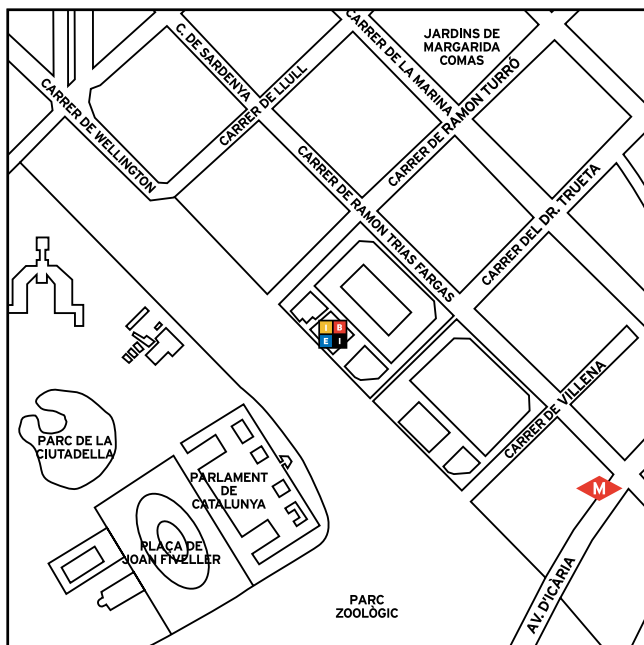 JARDINS DE
MARGARIDA
COMAS
C. DE SARDENYA
CARRER DE LA MARINA
CARRER DE LLULL
CARRER DE RAMON TURRÓ
CARRER DE WELLINGTON
CARRER DE RAMON TRIAS FARGAS
CARRER DEL DR. TRUETA
I B
E I
CARRER DE VILLENA
PARC DE LA
CIUTADELLA
PARLAMENT
DE
CATALUNYA
M
PLAÇA DE
JOAN FIVELLER
PARC
ZOOLÒGIC
AV. D'ICÀRIA